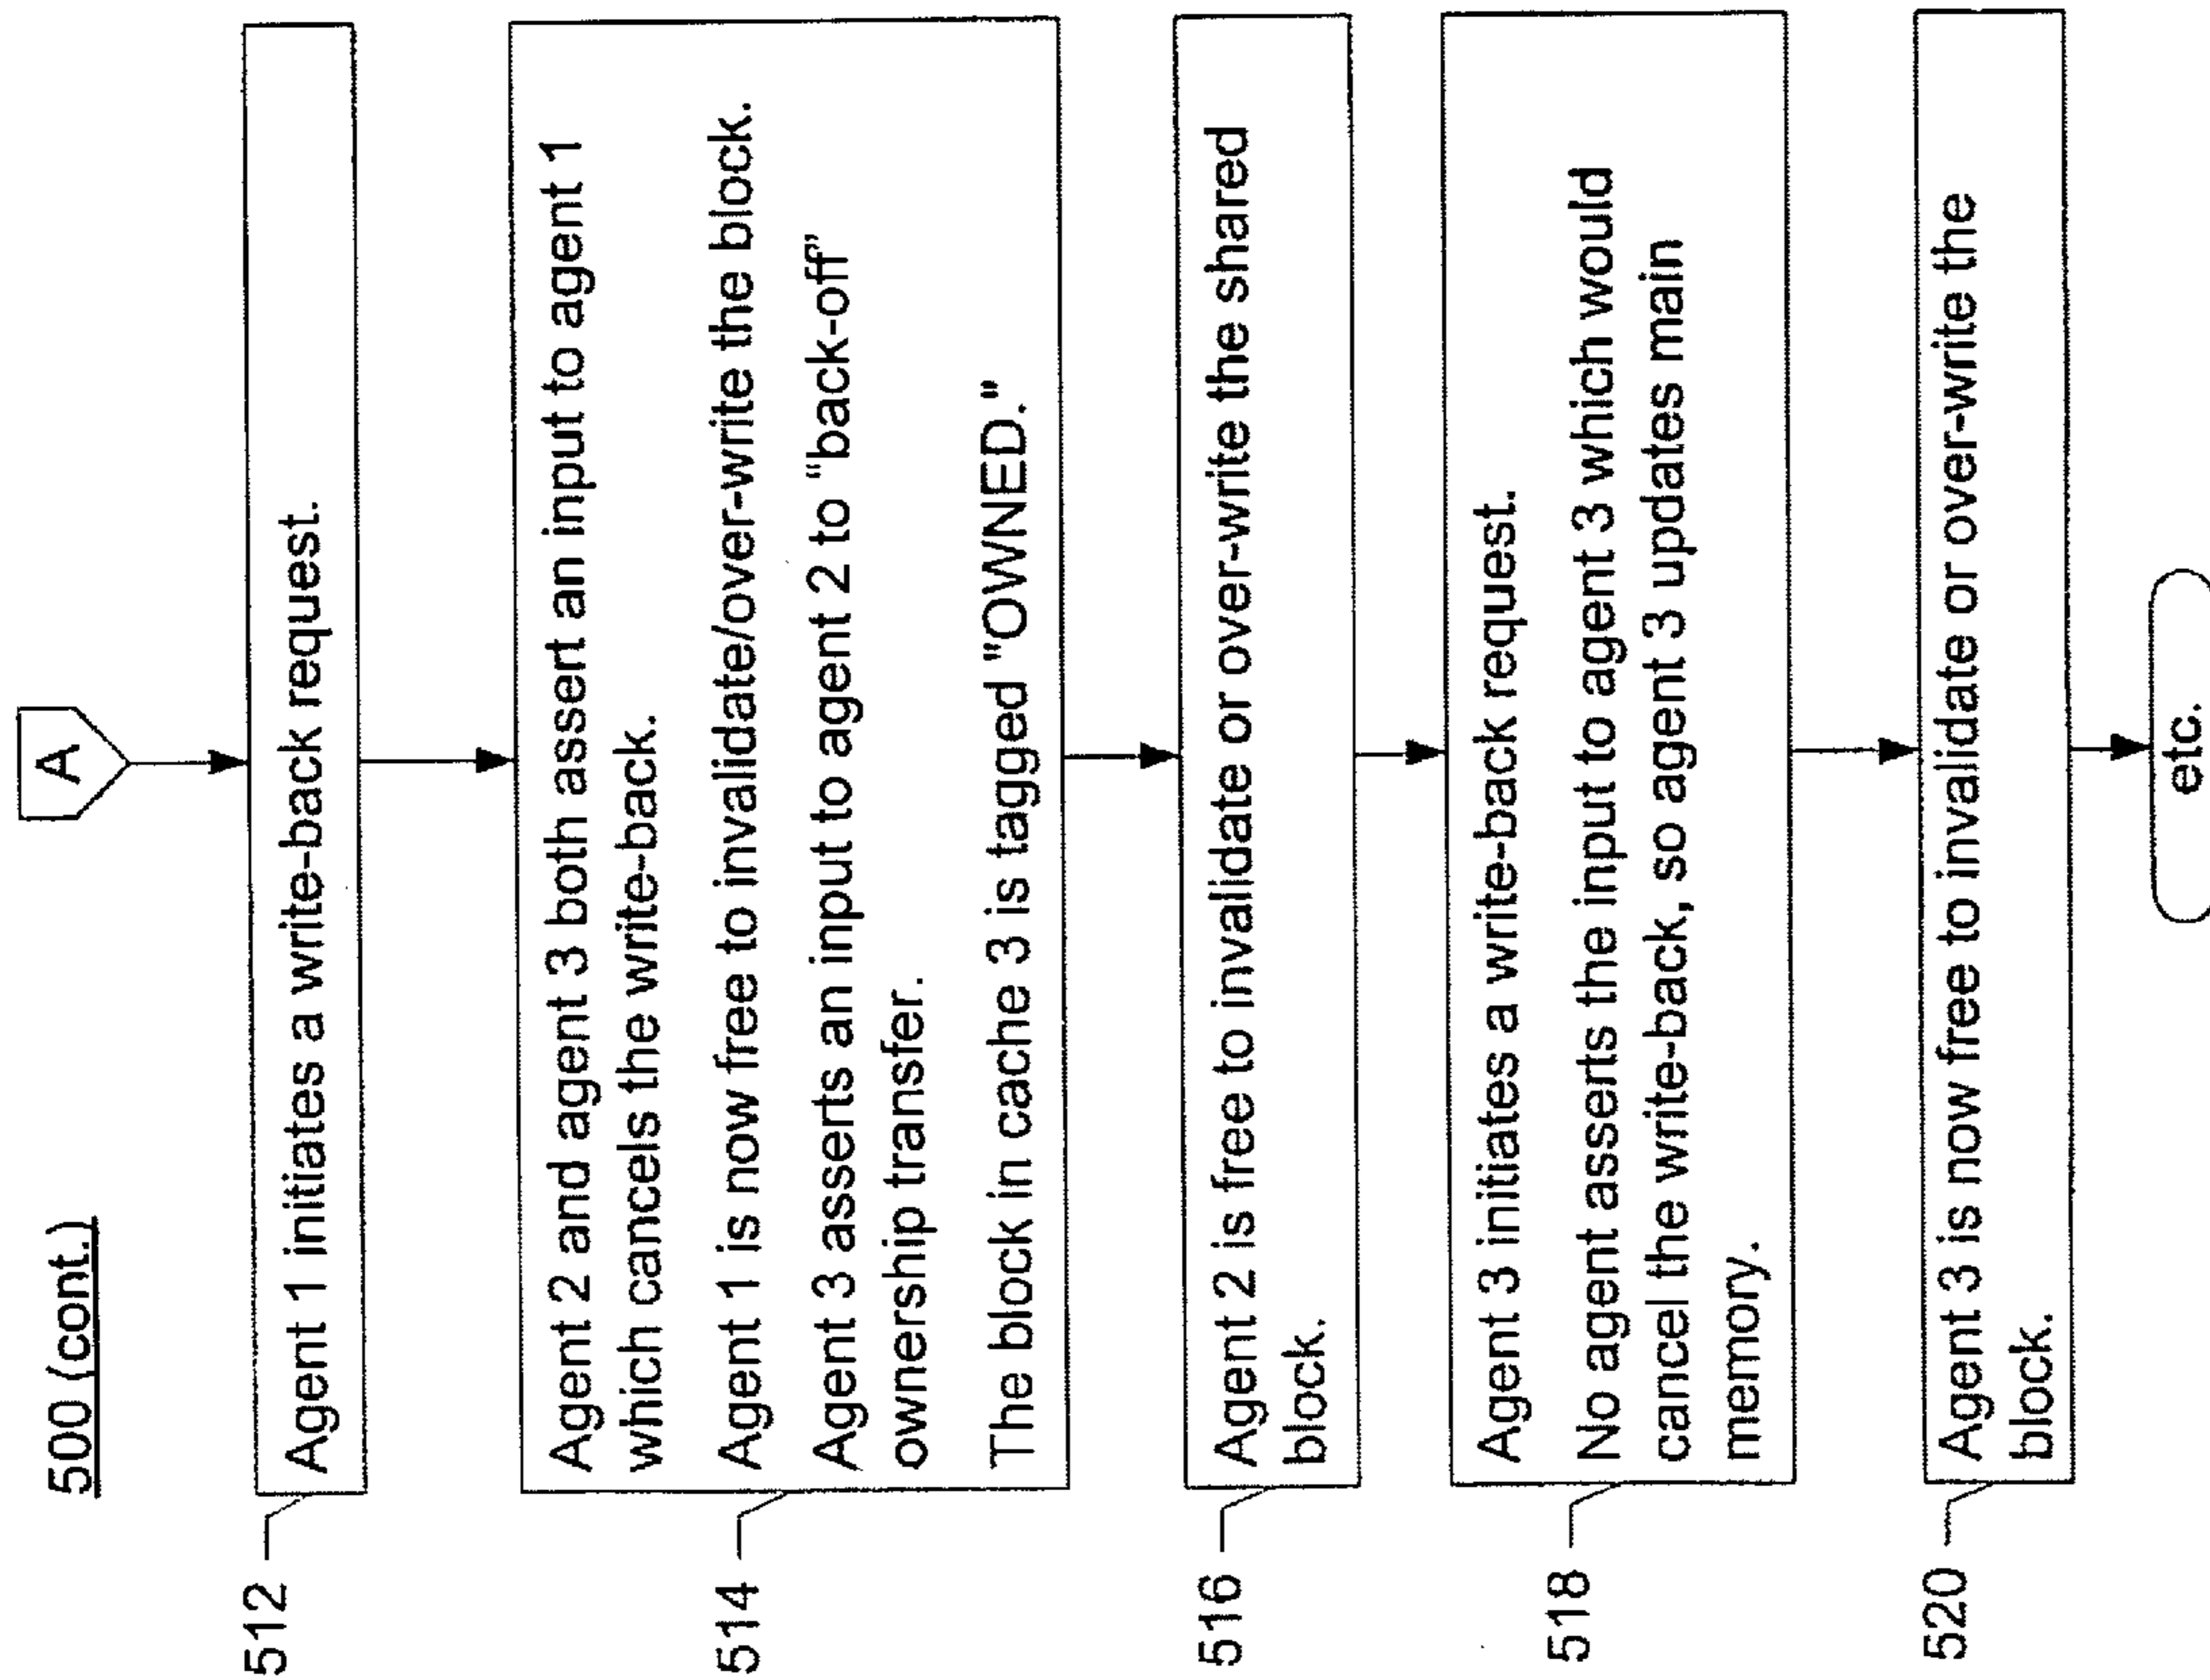 500 (cont.)
A
512
Agent 1 initiates a write-back request.
514
Agent 2 and agent 3 both assert an input to agent 1
which cancels the write-back.
Agent 1 is now free to invalidate/over-write the block.
Agent 3 asserts an input to agent 2 to "back-off"
ownership transfer.
The block in cache 3 is tagged "OWNED."
516
Agent 2 is free to invalidate or over-write the shared
block.
518
Agent 3 initiates a write-back request.
No agent asserts the input to agent 3 which would
cancel the write-back, so agent 3 updates main
memory.
520
Agent 3 is now free to invalidate or over-write the
block.
etc.